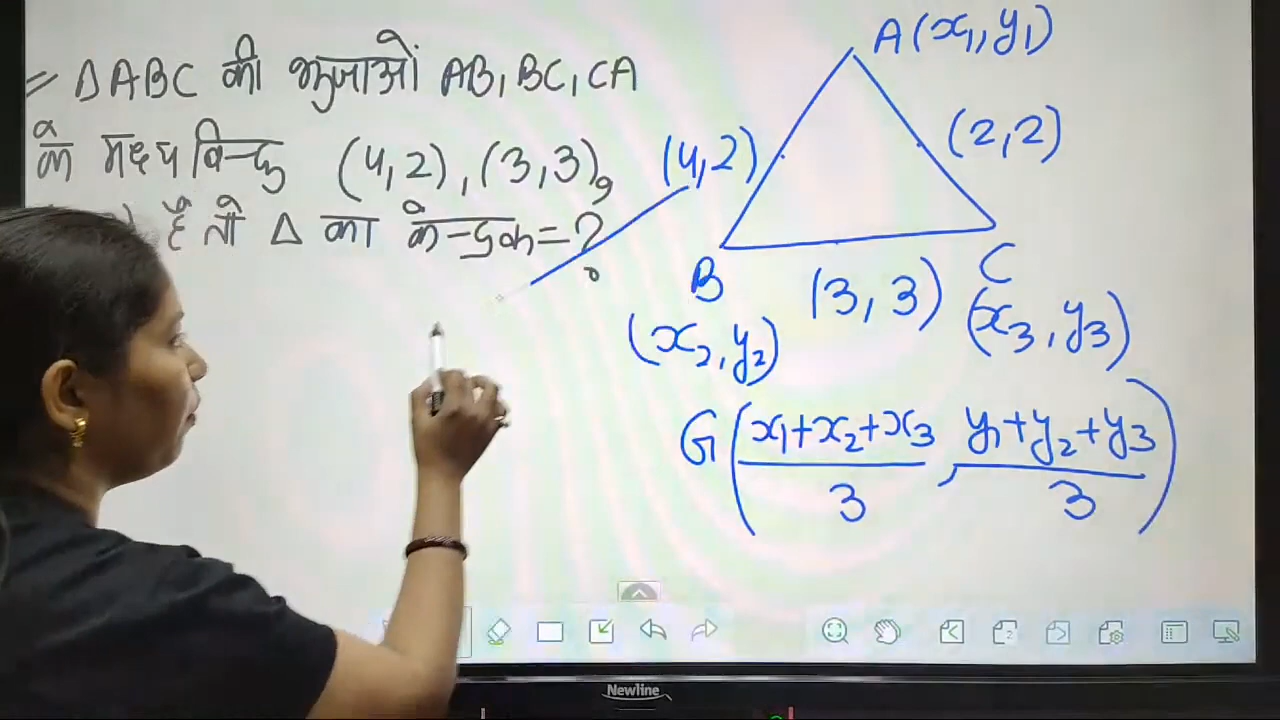 = ΔABC की भुजाओं AB, BC, CA
के मध्य बिन्दु (4,2), (3,3),
है तो Δ का केन्द्रक=?
A(x₁, y₁)
(4,2)
(2,2)
B
C
(3, 3)
(x₂, y₂)
(x₃, y₃)
G(x₁+x₂+x₃/3, y₁+y₂+y₃/3)
2
Newline